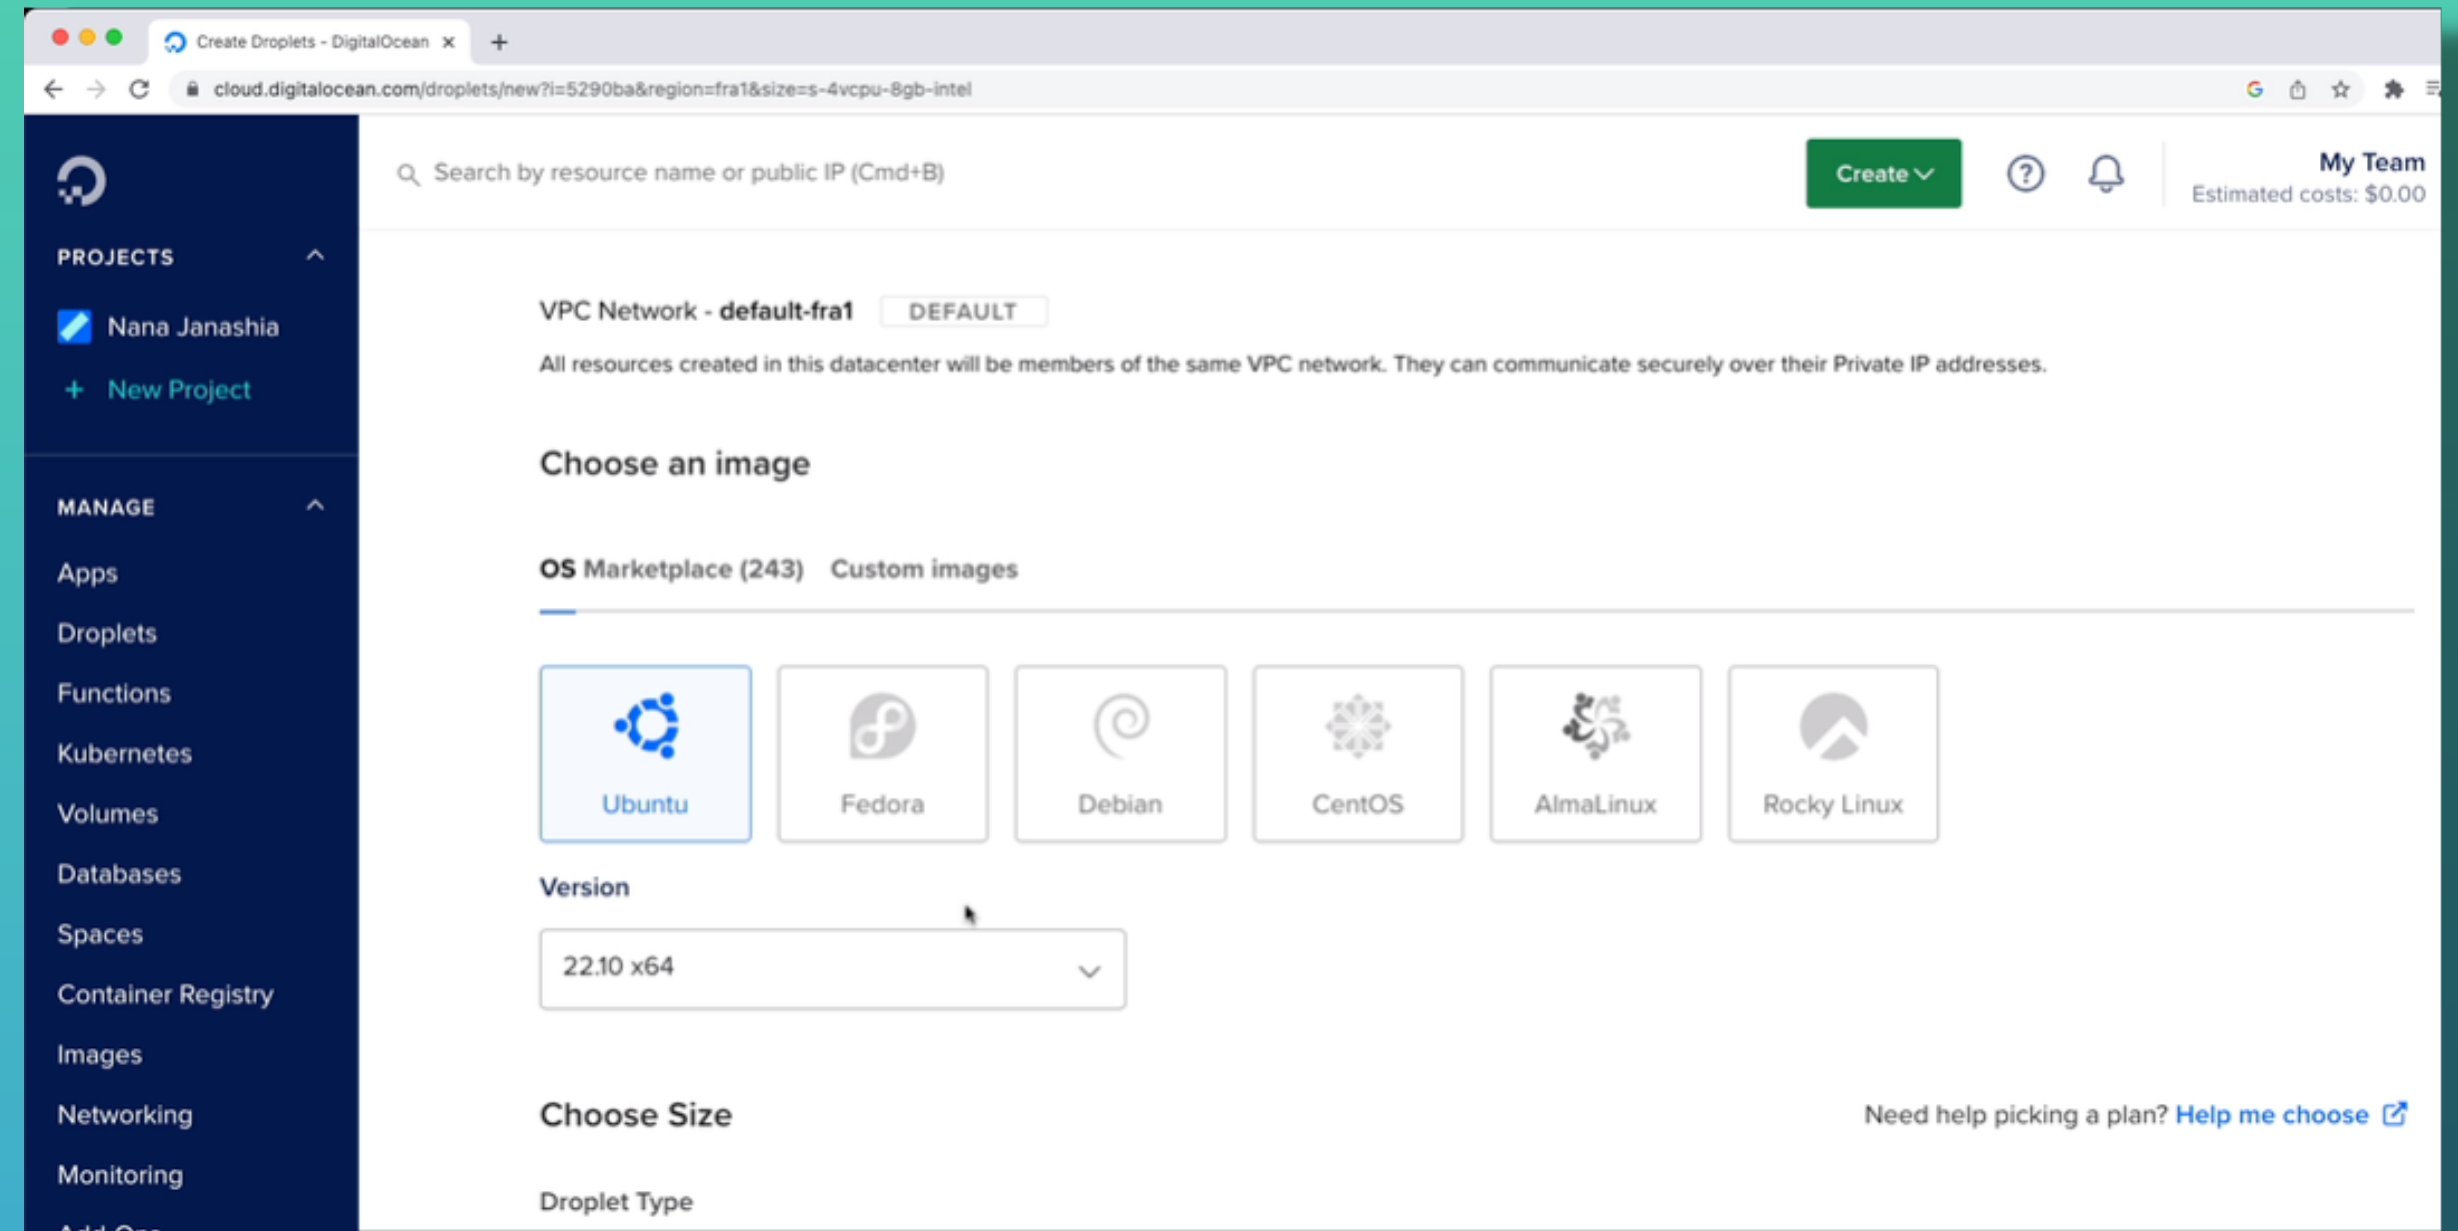 Create Droplets - DigitalOcean
cloud.digitalocean.com/droplets/new?i=5290ba&region=fra1&size=s-4vcpu-8gb-intel
Search by resource name or public IP (Cmd+B)
Create
My Team
Estimated costs: $0.00
PROJECTS
Nana Janashia
+ New Project
MANAGE
Apps
Droplets
Functions
Kubernetes
Volumes
Databases
Spaces
Container Registry
Images
Networking
Monitoring
Add-Ons
VPC Network - default-fra1 DEFAULT
All resources created in this datacenter will be members of the same VPC network. They can communicate securely over their Private IP addresses.
Choose an image
OS Marketplace (243) Custom images
Ubuntu
Fedora
Debian
CentOS
AlmaLinux
Rocky Linux
Version
22.10 x64
Choose Size
Need help picking a plan? Help me choose
Droplet Type